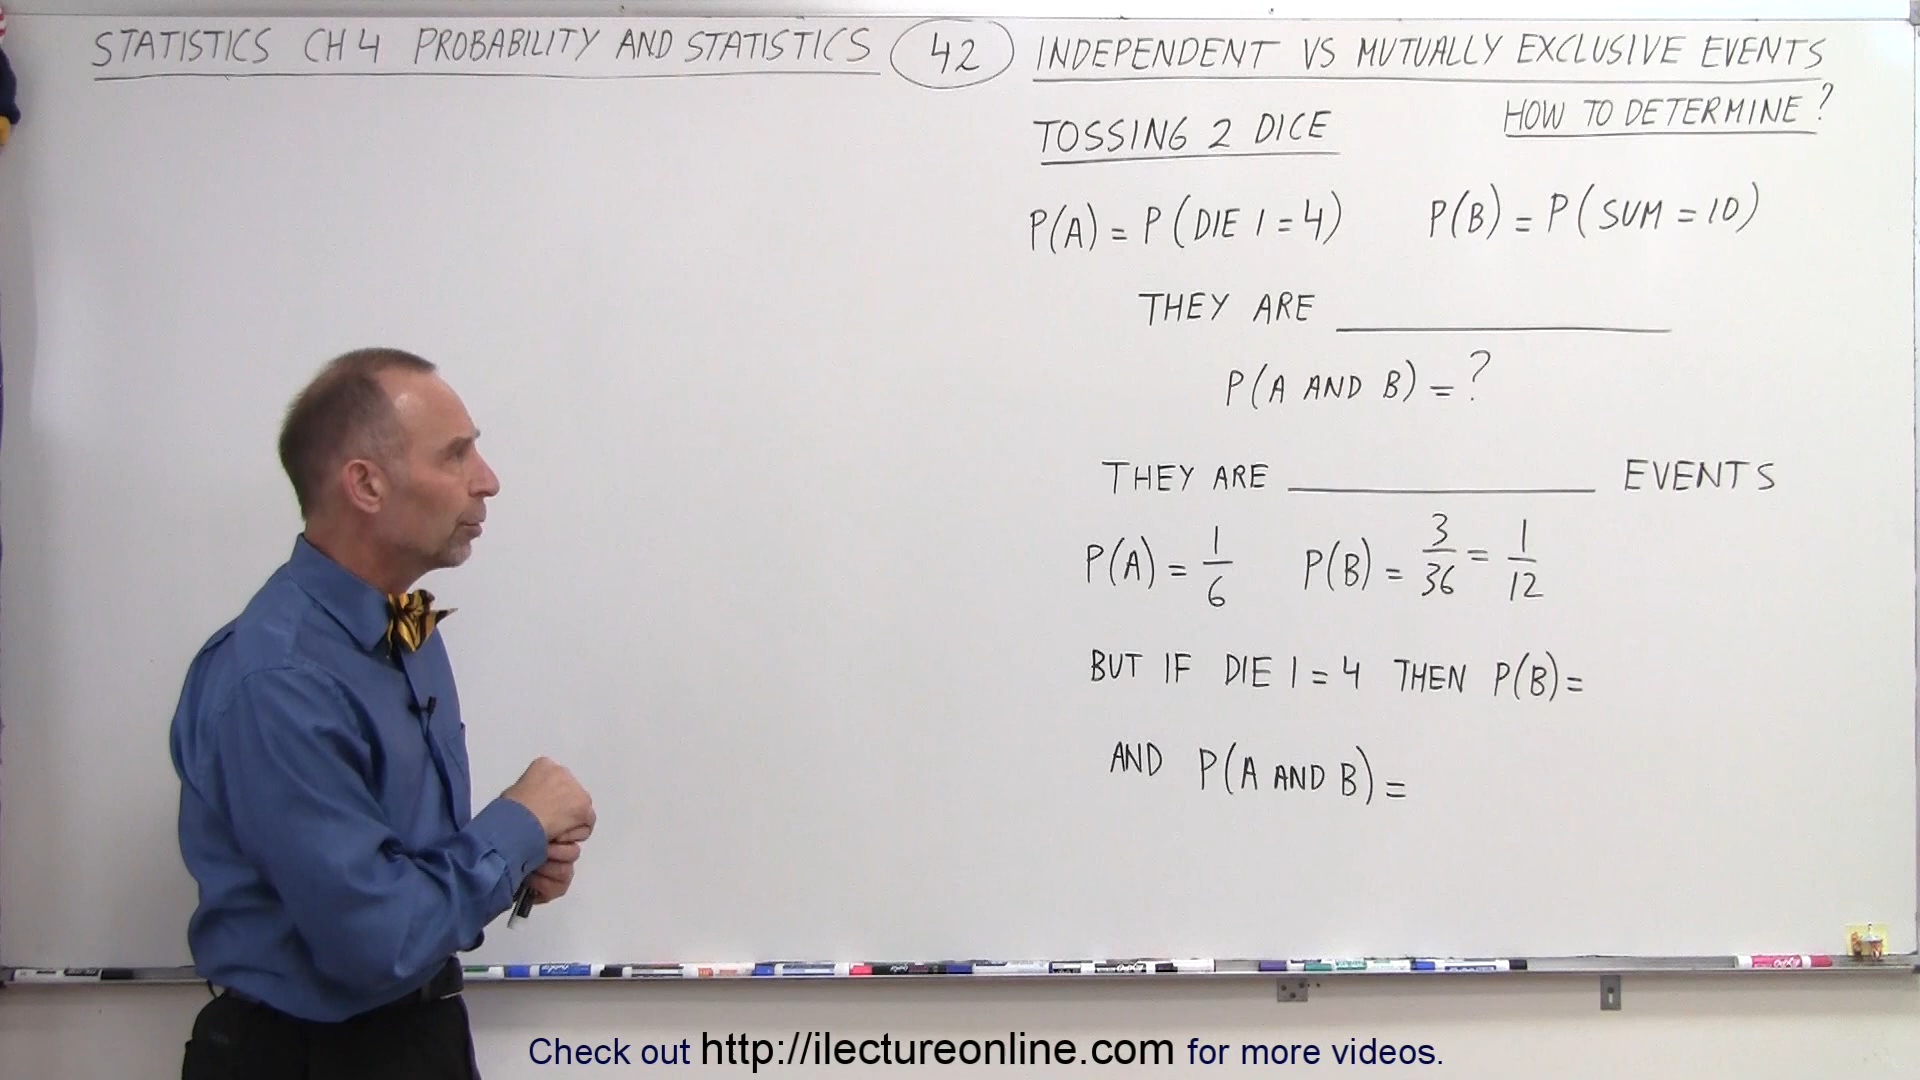 STATISTICS CH 4 PROBABILITY AND STATISTICS 42 INDEPENDENT VS MUTUALLY EXCLUSIVE EVENTS
TOSSING 2 DICE HOW TO DETERMINE?
P(A) = P(DIE 1 = 4) P(B) = P(SUM = 10)
THEY ARE ____________
P(A AND B) = ?
THEY ARE ____________ EVENTS
P(A) = 1/6 P(B) = 3/36 = 1/12
BUT IF DIE 1 = 4 THEN P(B) =
AND P(A AND B) =
Check out http://ilectureonline.com for more videos.